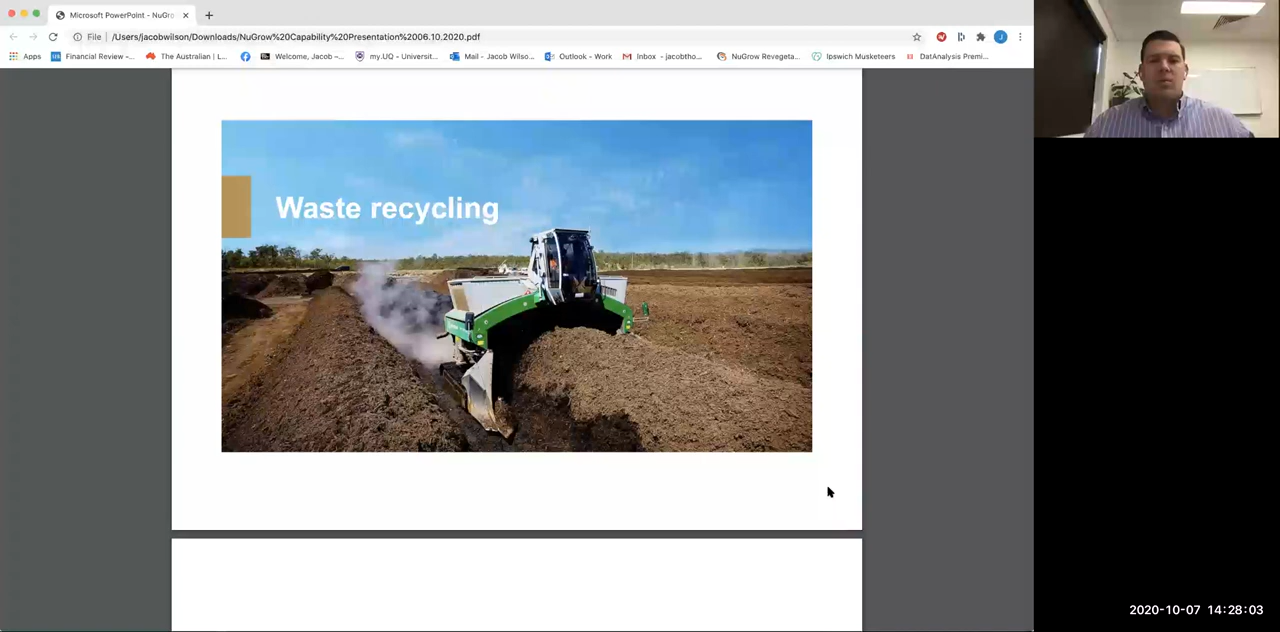 Microsoft PowerPoint - NuGro
File
/Users/jacobwilson/Downloads/NuGrow%20Capability%20Presentation%2006.10.2020.pdf
Apps
Financial Review –...
The Australian | L...
Welcome, Jacob –...
my.UQ - Universit...
Mail - Jacob Wilso...
Outlook - Work
Inbox - jacobtho...
NuGrow Revegeta...
Ipswich Musketeers
DatAnalysis Premi...
J
Waste recycling
2020-10-07 14:28:03